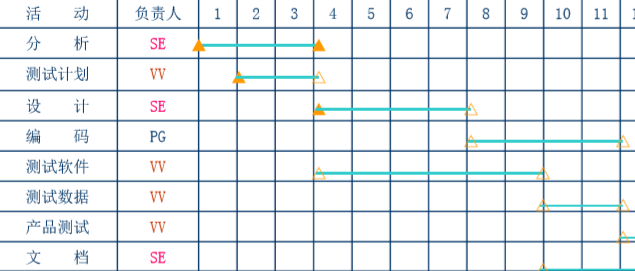 活 动 负责人 1 2 3 4 5 6 7 8 9 10 11
分 析 SE
测试计划 VV
设 计 SE
编 码 PG
测试软件 VV
测试数据 VV
产品测试 VV
文 档 SE